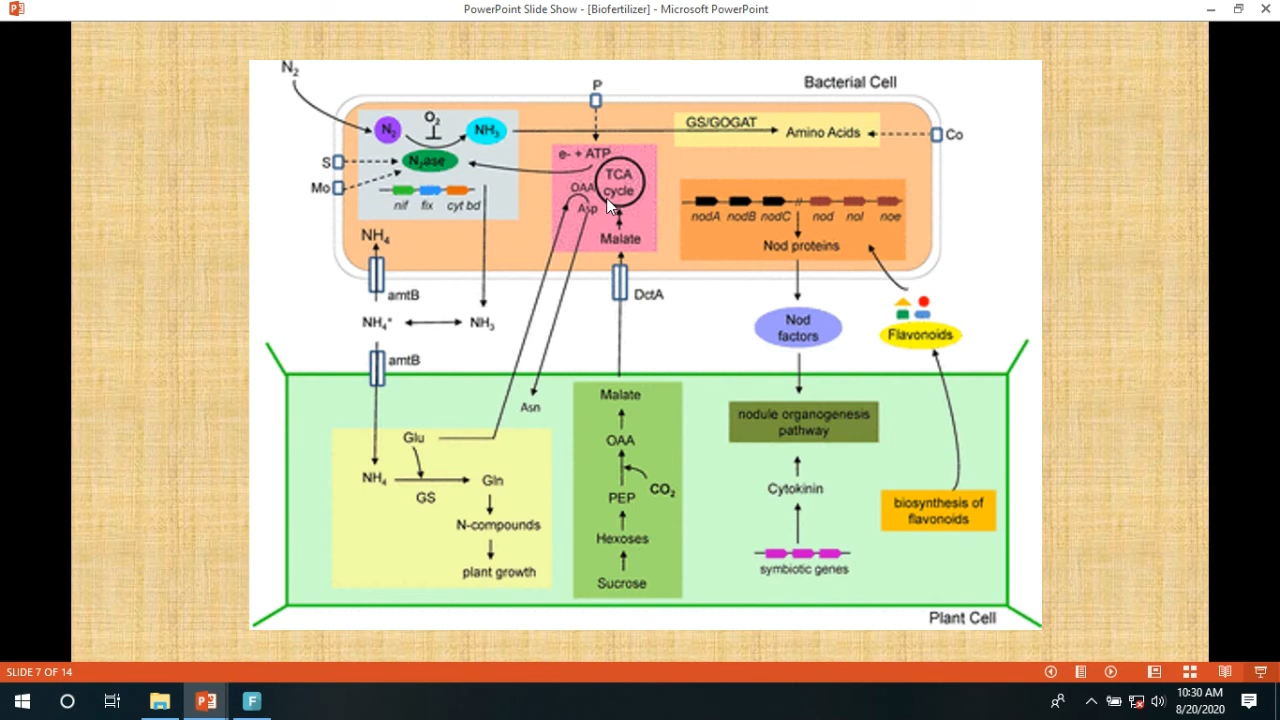 PowerPoint Slide Show - [Biofertilizer] - Microsoft PowerPoint
N2
P
Bacterial Cell
N2
O2
NH3
GS/GOGAT
Amino Acids
Co
S
N2ase
e- + ATP
TCA
cycle
Mo
OAA
Asp
nif fix cyt bd
nodA nodB nodC // nod nol noe
NH4
Malate
Nod proteins
amtB
DctA
NH4+
NH3
Nod
factors
Flavonoids
amtB
Asn
Malate
nodule organogenesis
pathway
Glu
OAA
NH4
GS
Gln
PEP
CO2
Cytokinin
biosynthesis of
flavonoids
N-compounds
Hexoses
plant growth
Sucrose
symbiotic genes
Plant Cell
SLIDE 7 OF 14
10:30 AM
8/20/2020